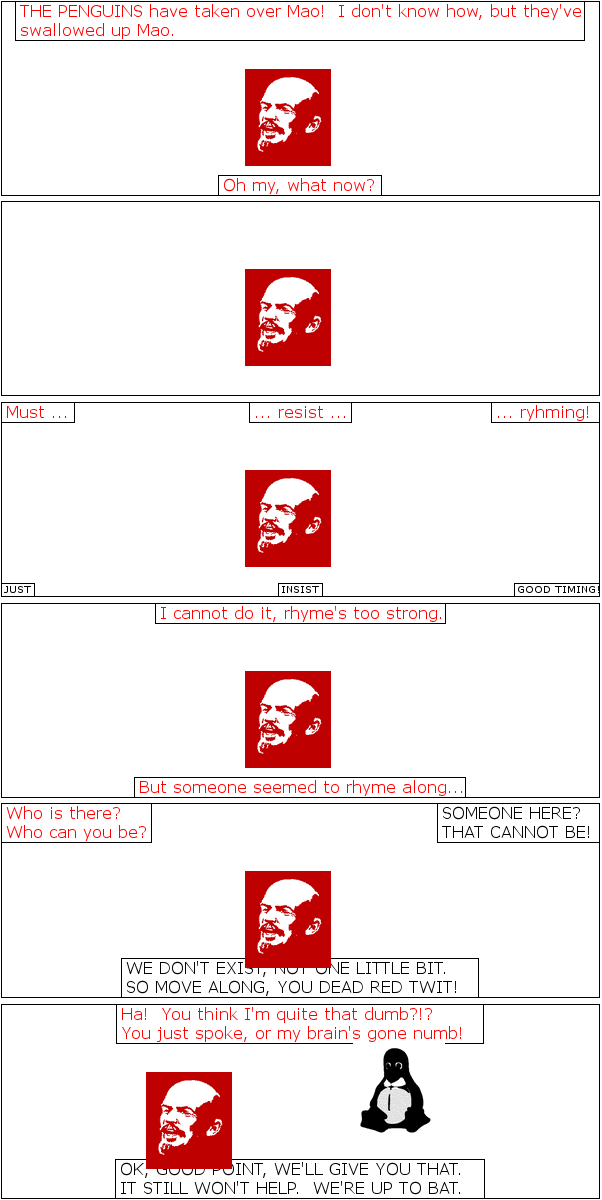 THE PENGUINS have taken over Mao!  I don't know how, but they've
swallowed up Mao.
Oh my, what now?
Must ...
... resist ...
... ryhming!
JUST
INSIST
GOOD TIMING!
I cannot do it, rhyme's too strong.
But someone seemed to rhyme along...
Who is there?
Who can you be?
SOMEONE HERE?
THAT CANNOT BE!
WE DON'T EXIST, NOT ONE LITTLE BIT.
SO MOVE ALONG, YOU DEAD RED TWIT!
Ha!  You think I'm quite that dumb?!?
You just spoke, or my brain's gone numb!
OK, GOOD POINT, WE'LL GIVE YOU THAT.
IT STILL WON'T HELP.  WE'RE UP TO BAT.